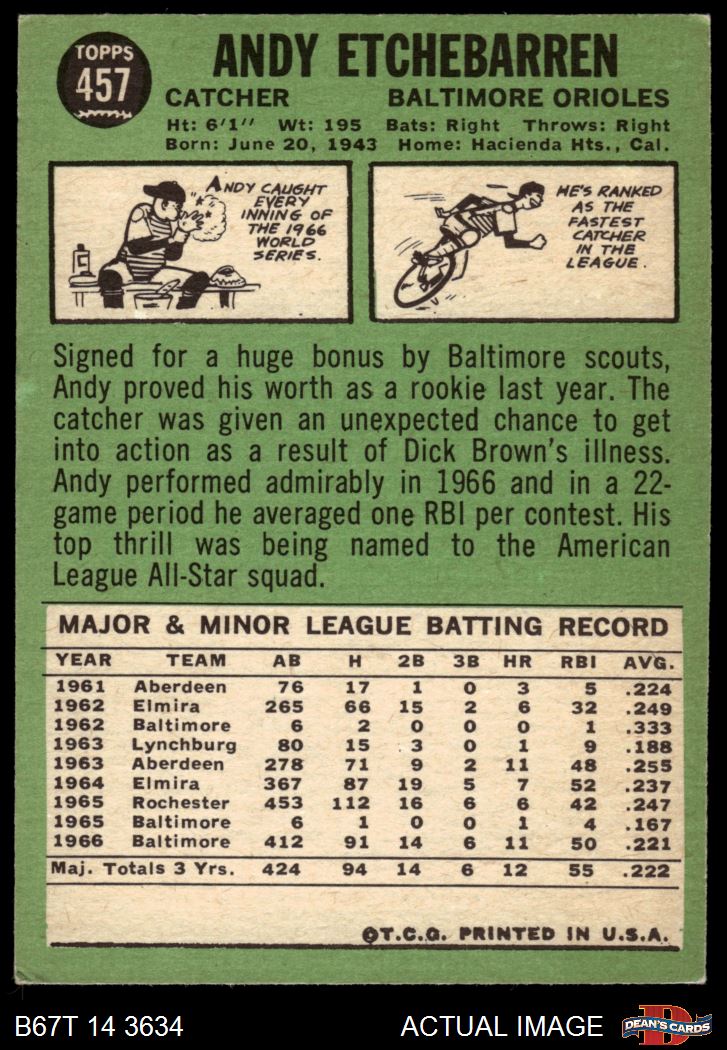 TOPPS
457
ANDY ETCHEBARREN
CATCHER BALTIMORE ORIOLES
Ht: 6'1" Wt: 195 Bats: Right Throws: Right
Born: June 20, 1943 Home: Hacienda Hts., Cal.
ANDY CAUGHT
EVERY
INNING OF
THE 1966
WORLD
SERIES.
HE'S RANKED
AS THE
FASTEST
CATCHER
IN THE
LEAGUE.
Signed for a huge bonus by Baltimore scouts,
Andy proved his worth as a rookie last year. The
catcher was given an unexpected chance to get
into action as a result of Dick Brown's illness.
Andy performed admirably in 1966 and in a 22-
game period he averaged one RBI per contest. His
top thrill was being named to the American
League All-Star squad.
MAJOR & MINOR LEAGUE BATTING RECORD
YEAR TEAM AB H 2B 3B HR RBI AVG.
1961 Aberdeen 76 17 1 0 3 5 .224
1962 Elmira 265 66 15 2 6 32 .249
1962 Baltimore 6 2 0 0 0 1 .333
1963 Lynchburg 80 15 3 0 1 9 .188
1963 Aberdeen 278 71 9 2 11 48 .255
1964 Elmira 367 87 19 5 7 52 .237
1965 Rochester 453 112 16 6 6 42 .247
1965 Baltimore 6 1 0 0 1 4 .167
1966 Baltimore 412 91 14 6 11 50 .221
Maj. Totals 3 Yrs. 424 94 14 6 12 55 .222
©T.C.G. PRINTED IN U.S.A.
B67T 14 3634 ACTUAL IMAGE
D
DEAN'S CARDS